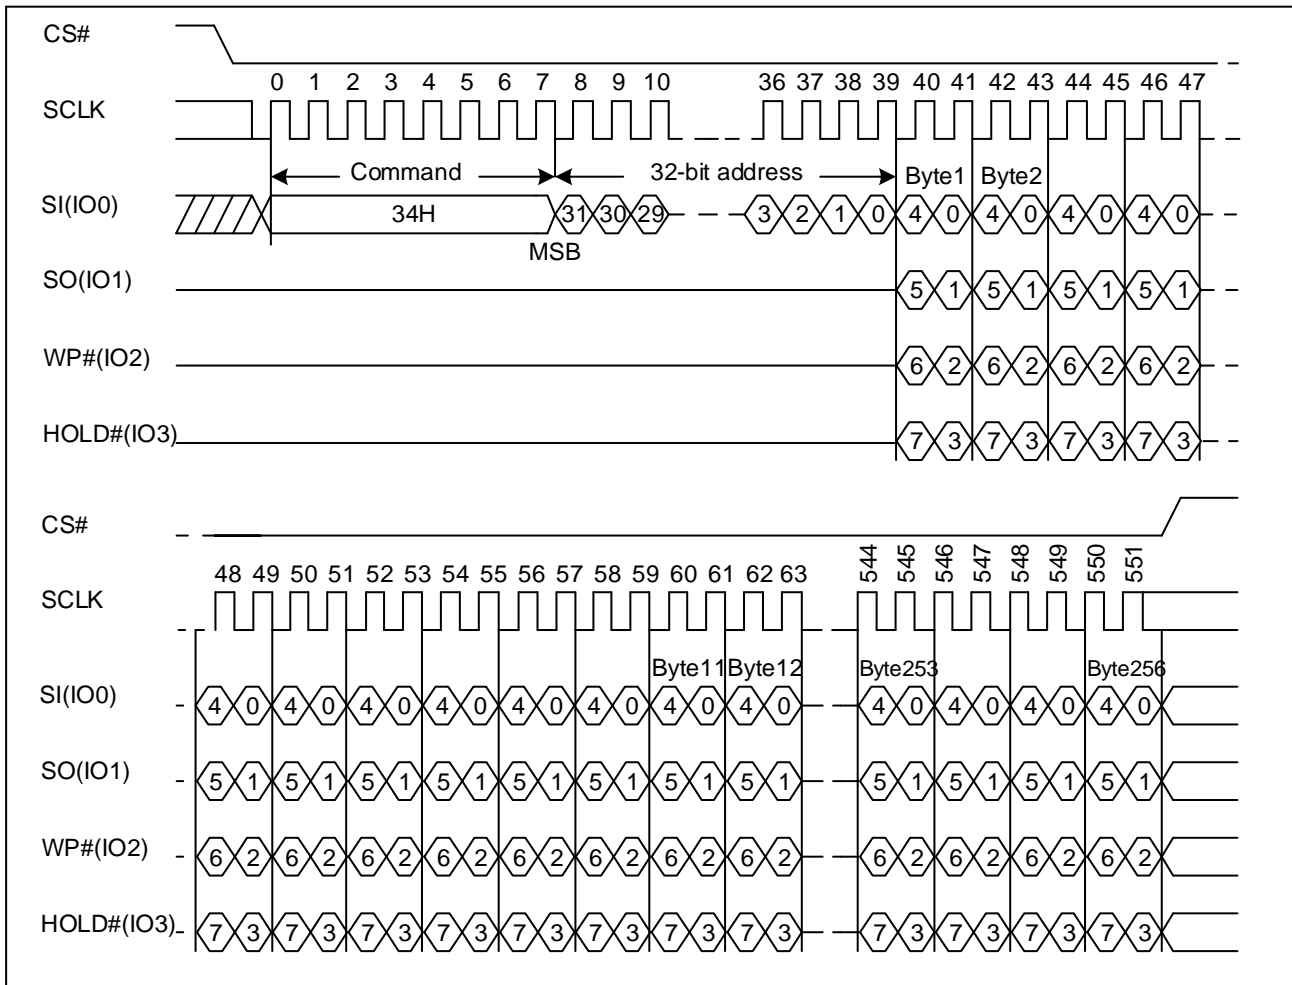 CS#
0 1 2 3 4 5 6 7 8 9 10 36 37 38 39 40 41 42 43 44 45 46 47
SCLK
Command 32-bit address Byte1 Byte2
SI(IO0) 34H 31 30 29 3 2 1 0 4 0 4 0 4 0 4 0
MSB
SO(IO1) 5 1 5 1 5 1 5 1
WP#(IO2) 6 2 6 2 6 2 6 2
HOLD#(IO3) 7 3 7 3 7 3 7 3
CS#
48 49 50 51 52 53 54 55 56 57 58 59 60 61 62 63 544 545 546 547 548 549 550 551
SCLK
Byte11 Byte12 Byte253 Byte256
SI(IO0) 4 0 4 0 4 0 4 0 4 0 4 0 4 0 4 0 4 0 4 0 4 0 4 0
SO(IO1) 5 1 5 1 5 1 5 1 5 1 5 1 5 1 5 1 5 1 5 1 5 1 5 1
WP#(IO2) 6 2 6 2 6 2 6 2 6 2 6 2 6 2 6 2 6 2 6 2 6 2 6 2
HOLD#(IO3) 7 3 7 3 7 3 7 3 7 3 7 3 7 3 7 3 7 3 7 3 7 3 7 3